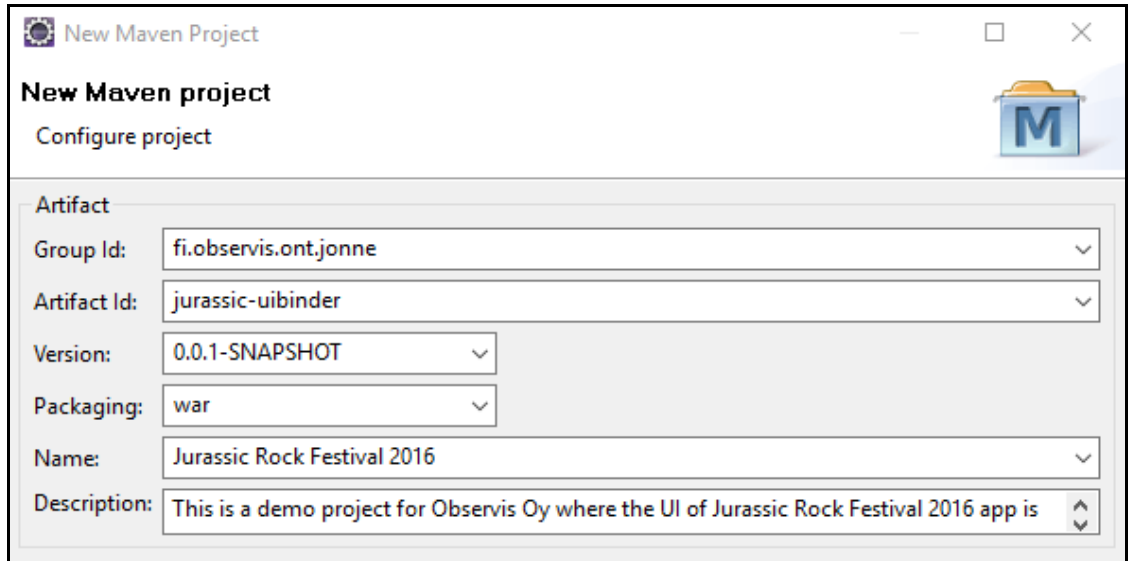 New Maven Project
New Maven project
Configure project
M
Artifact
Group Id: fi.observis.ont.jonne
Artifact Id: jurassic-uibinder
Version: 0.0.1-SNAPSHOT
Packaging: war
Name: Jurassic Rock Festival 2016
Description: This is a demo project for Observis Oy where the UI of Jurassic Rock Festival 2016 app is